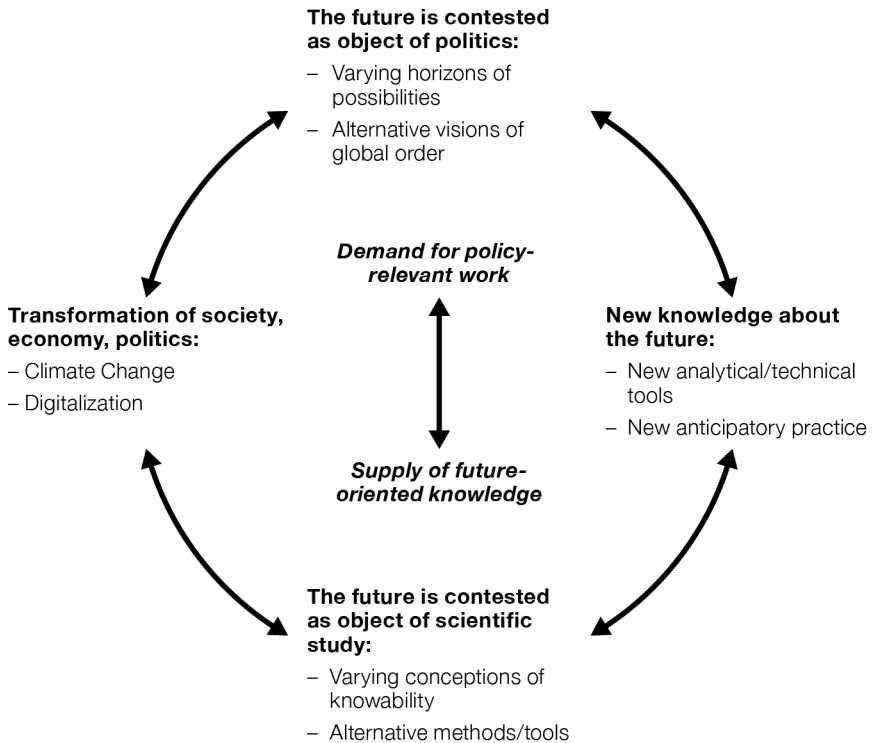 The future is contested
as object of politics:
– Varying horizons of
possibilities
– Alternative visions of
global order
Demand for policy-
relevant work
Transformation of society,
economy, politics:
– Climate Change
– Digitalization
New knowledge about
the future:
– New analytical/technical
tools
– New anticipatory practice
Supply of future-
oriented knowledge
The future is contested
as object of scientific
study:
– Varying conceptions of
knowability
– Alternative methods/tools